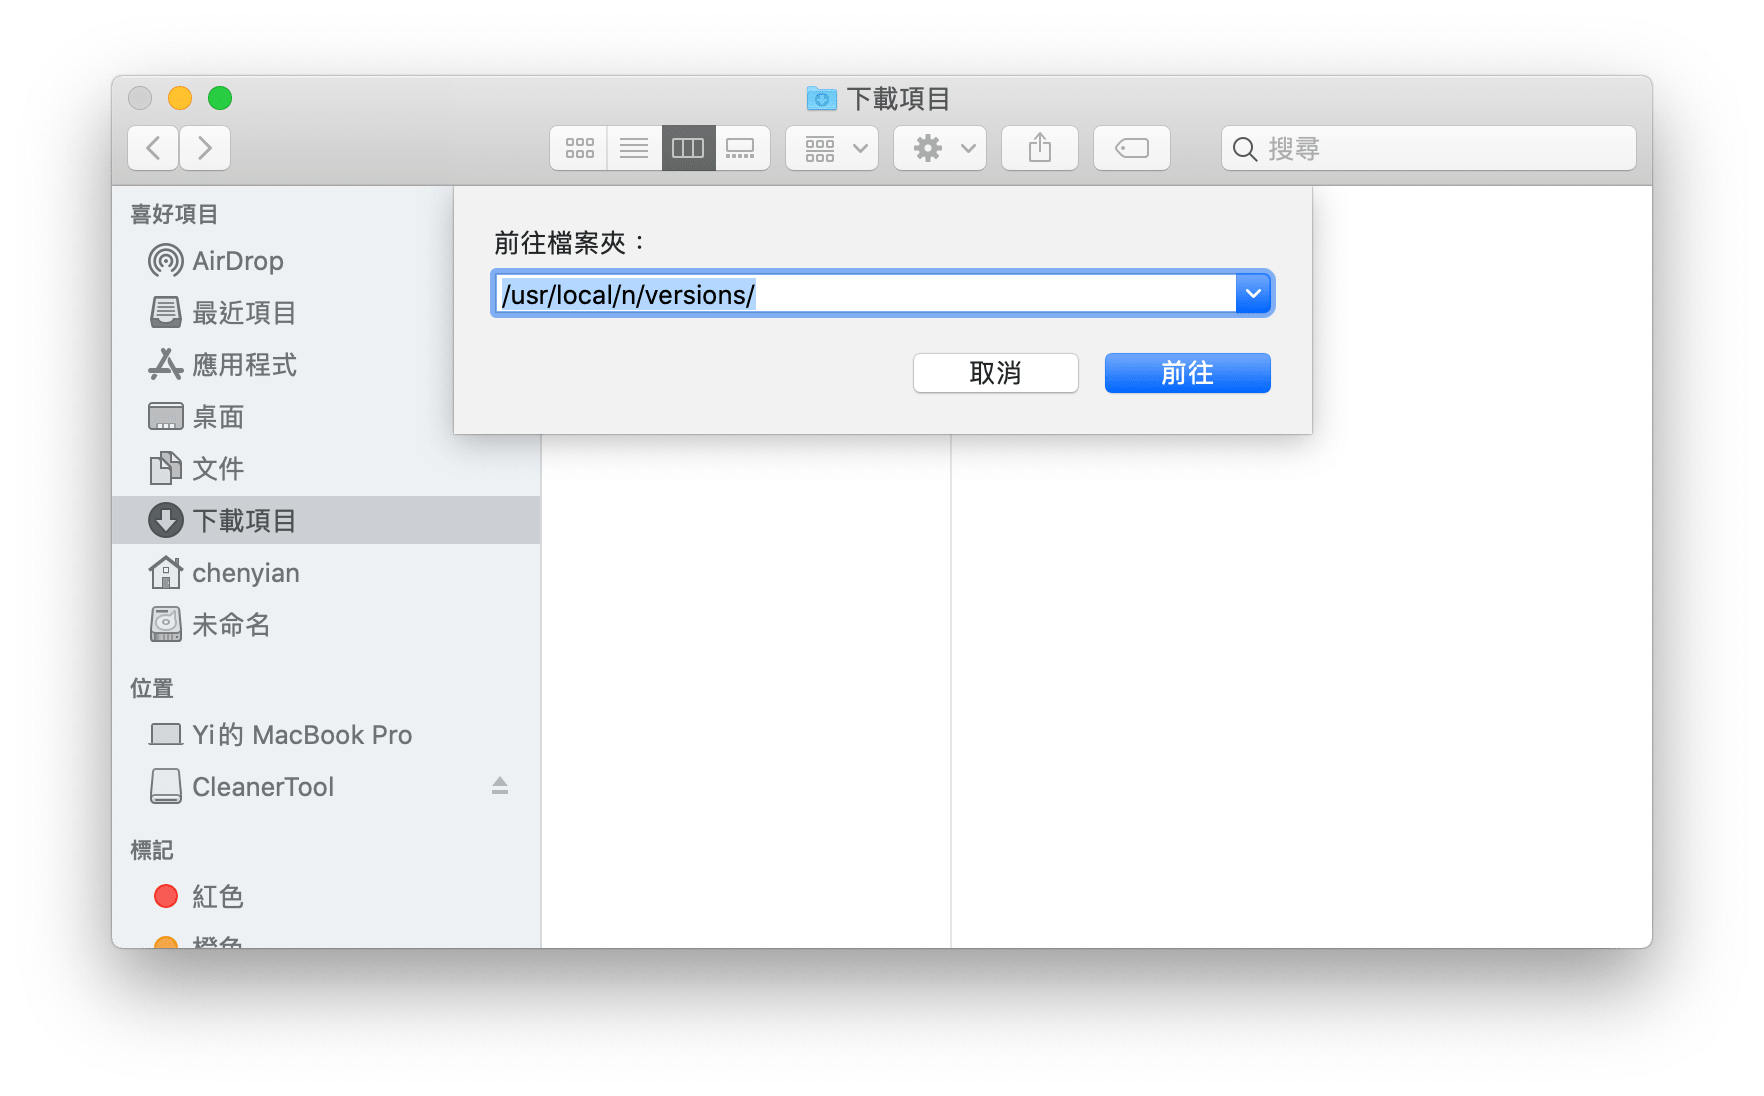 下載項目
搜尋
喜好項目
AirDrop
最近項目
應用程式
桌面
文件
下載項目
chenyian
未命名
位置
Yi的 MacBook Pro
CleanerTool
標記
紅色
橙色
前往檔案夾：
/usr/local/n/versions/
取消
前往